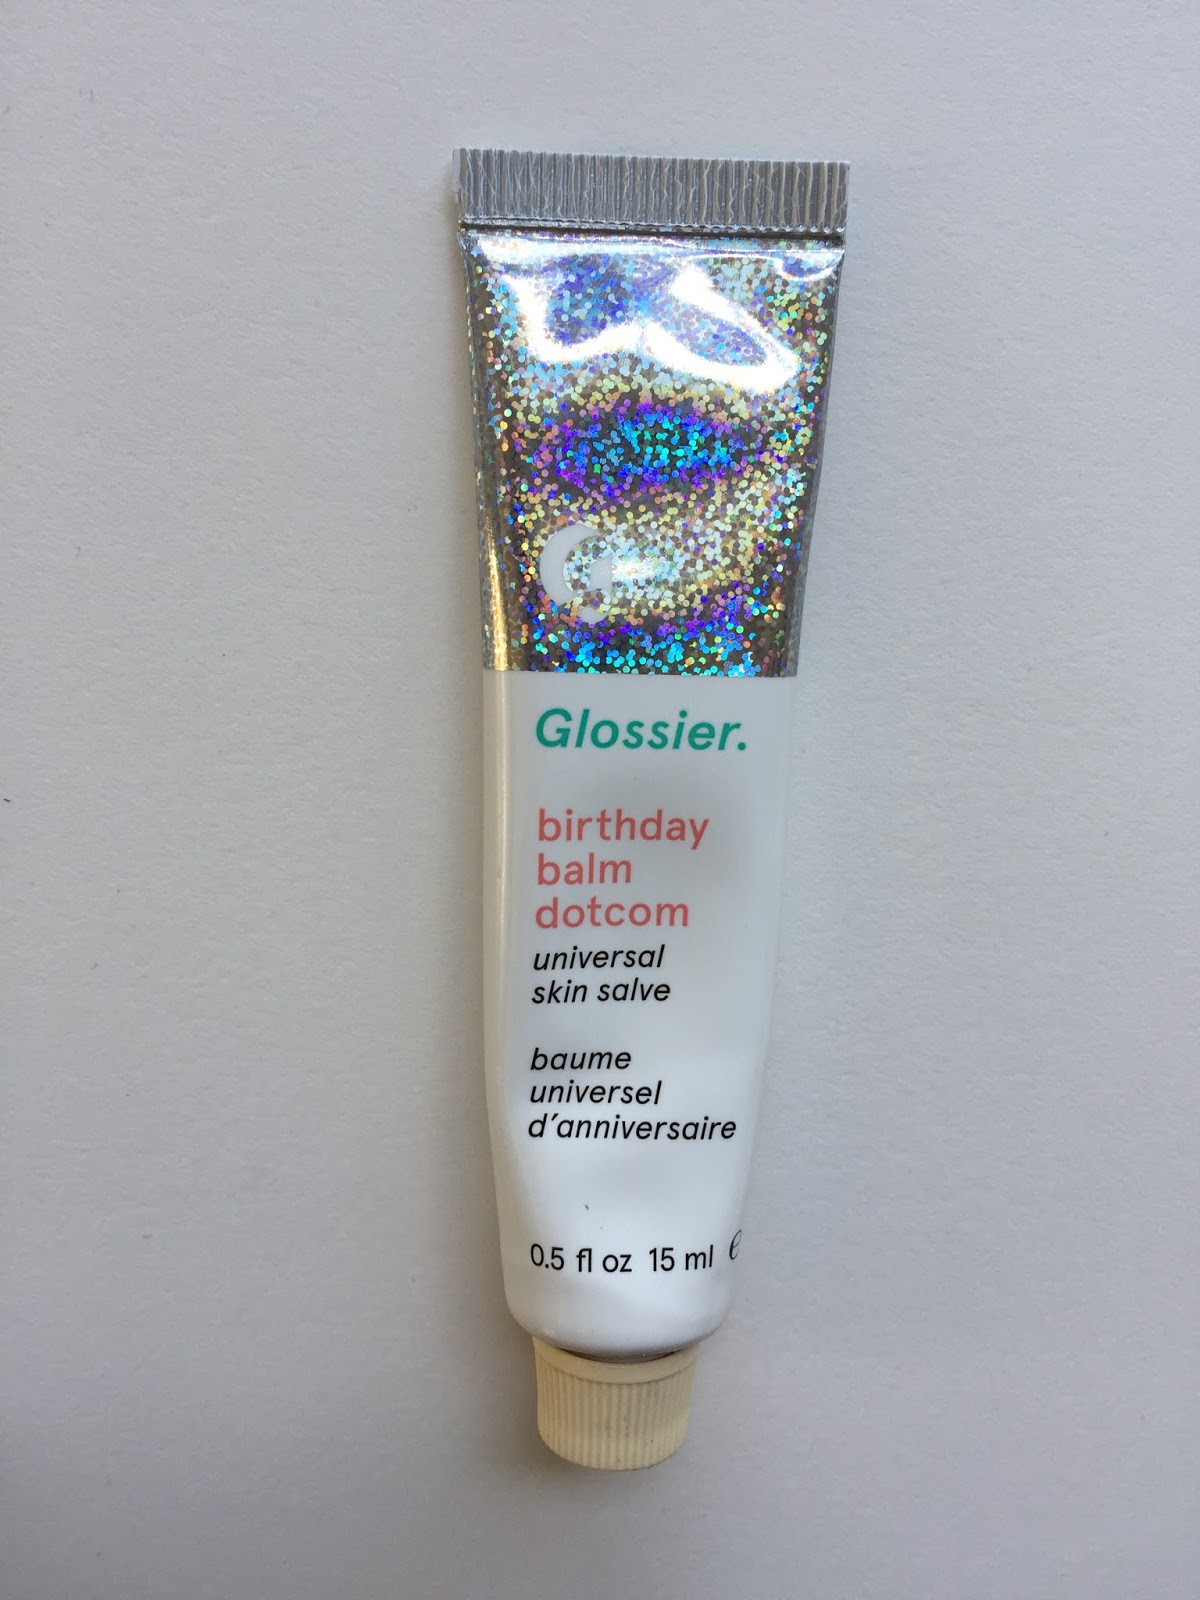 G
Glossier.
birthday
balm
dotcom
universal
skin salve
baume
universel
d'anniversaire
0.5 fl oz 15 ml ℮